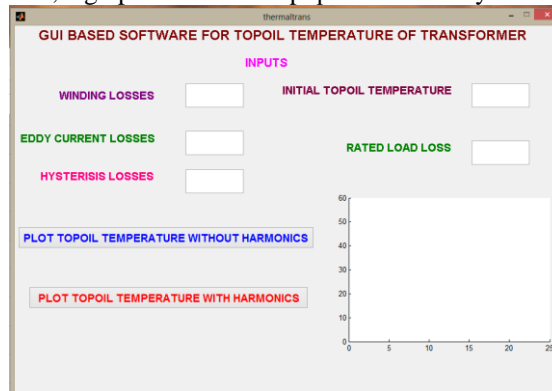 thermaltrans
GUI BASED SOFTWARE FOR TOPOIL TEMPERATURE OF TRANSFORMER
INPUTS
WINDING LOSSES
INITIAL TOPOIL TEMPERATURE
EDDY CURRENT LOSSES
RATED LOAD LOSS
HYSTERISIS LOSSES
PLOT TOPOIL TEMPERATURE WITHOUT HARMONICS
PLOT TOPOIL TEMPERATURE WITH HARMONICS
60
50
40
30
20
10
0
0 5 10 15 20 25